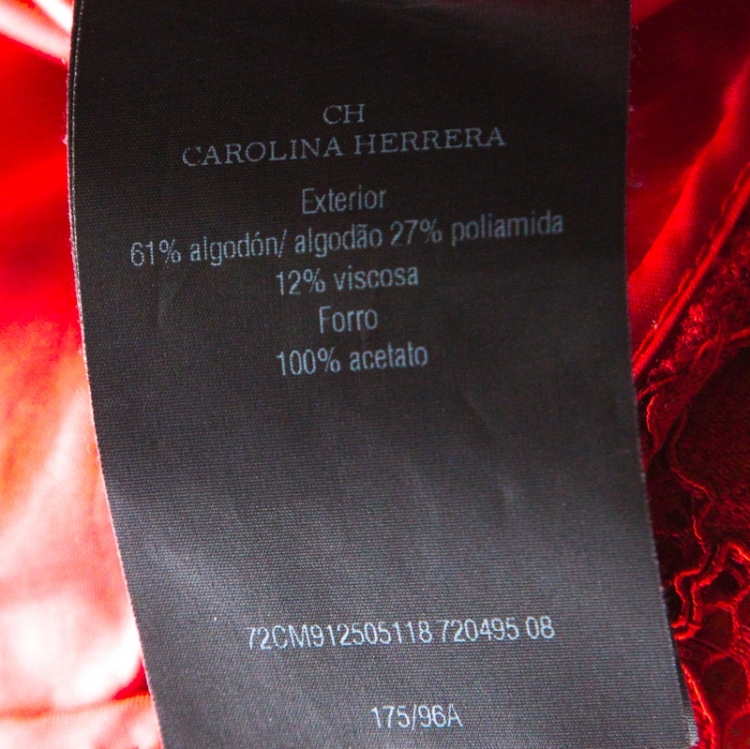 CH
CAROLINA HERRERA
Exterior
61% algodón/ algodão 27% poliamida
12% viscosa
Forro
100% acetato
72CM912505118 720495 08
175/96A